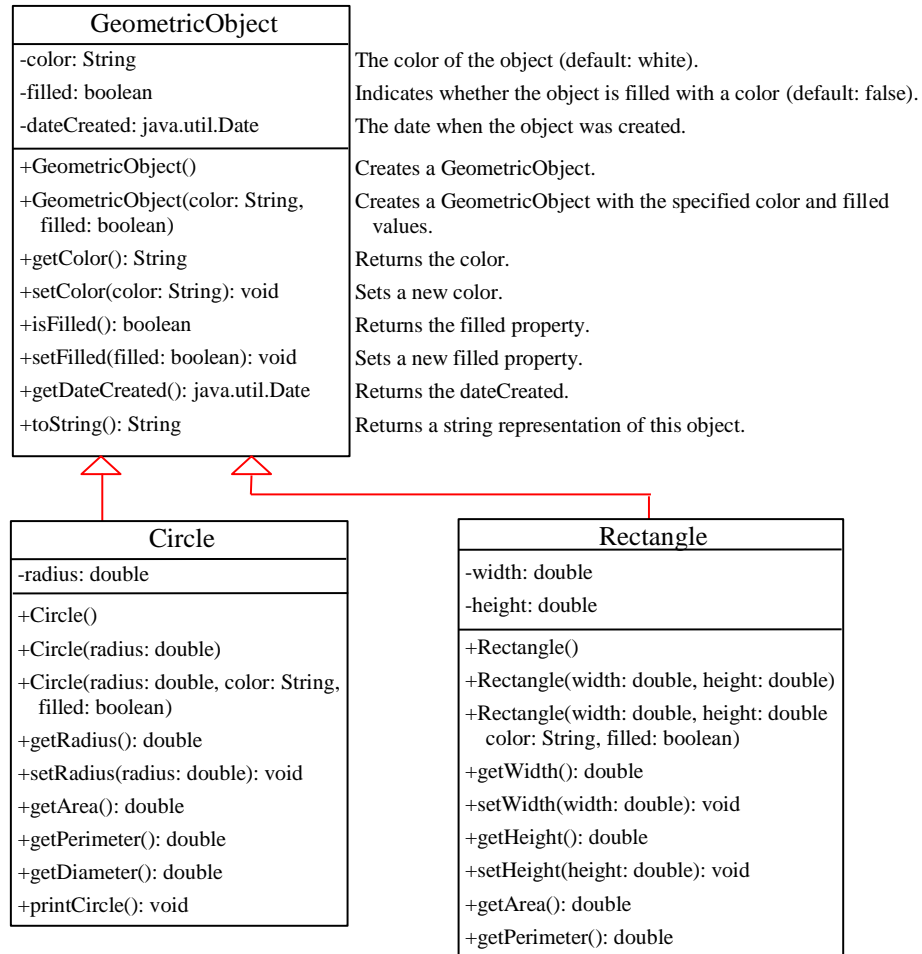 GeometricObject
-color: String
The color of the object (default: white).
-filled: boolean
Indicates whether the object is filled with a color (default: false).
-dateCreated: java.util.Date
The date when the object was created.
+GeometricObject()
Creates a GeometricObject.
+GeometricObject(color: String,
filled: boolean)
Creates a GeometricObject with the specified color and filled
values.
+getColor(): String
Returns the color.
+setColor(color: String): void
Sets a new color.
+isFilled(): boolean
Returns the filled property.
+setFilled(filled: boolean): void
Sets a new filled property.
+getDateCreated(): java.util.Date
Returns the dateCreated.
+toString(): String
Returns a string representation of this object.
Circle
-radius: double
+Circle()
+Circle(radius: double)
+Circle(radius: double, color: String,
filled: boolean)
+getRadius(): double
+setRadius(radius: double): void
+getArea(): double
+getPerimeter(): double
+getDiameter(): double
+printCircle(): void
Rectangle
-width: double
-height: double
+Rectangle()
+Rectangle(width: double, height: double)
+Rectangle(width: double, height: double
color: String, filled: boolean)
+getWidth(): double
+setWidth(width: double): void
+getHeight(): double
+setHeight(height: double): void
+getArea(): double
+getPerimeter(): double